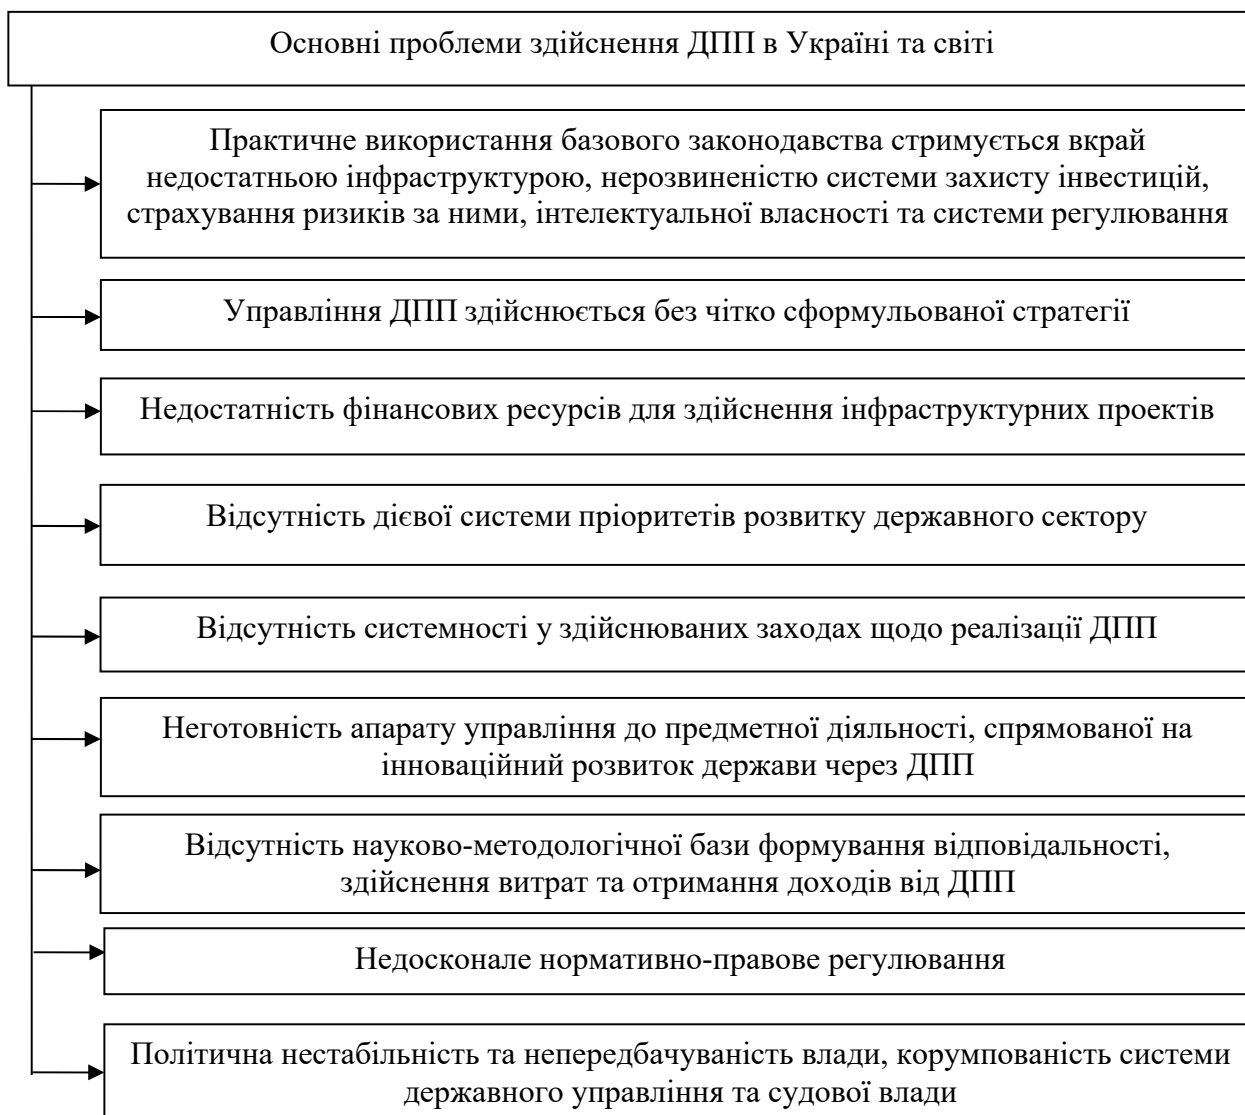 Основні проблеми здійснення ДПП в Україні та світі
Практичне використання базового законодавства стримується вкрай
недостатньою інфраструктурою, нерозвиненістю системи захисту інвестицій,
страхування ризиків за ними, інтелектуальної власності та системи регулювання
Управління ДПП здійснюється без чітко сформульованої стратегії
Недостатність фінансових ресурсів для здійснення інфраструктурних проектів
Відсутність дієвої системи пріоритетів розвитку державного сектору
Відсутність системності у здійснюваних заходах щодо реалізації ДПП
Неготовність апарату управління до предметної діяльності, спрямованої на
інноваційний розвиток держави через ДПП
Відсутність науково-методологічної бази формування відповідальності,
здійснення витрат та отримання доходів від ДПП
Недосконале нормативно-правове регулювання
Політична нестабільність та непередбачуваність влади, корумпованість системи
державного управління та судової влади